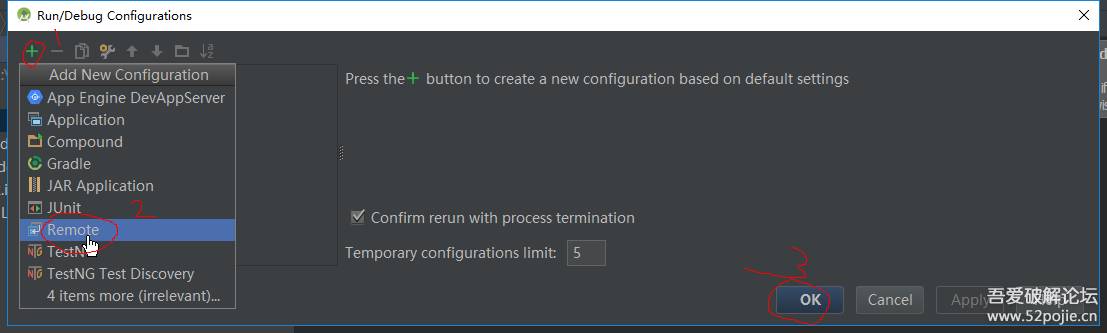 Run/Debug Configurations
1
Add New Configuration
Press the + button to create a new configuration based on default settings
App Engine DevAppServer
Application
Compound
Gradle
JAR Application
JUnit
2
Confirm rerun with process termination
Remote
TestN
Temporary configurations limit: 5
TestNG Test Discovery
3
4 items more (irrelevant)...
OK
Cancel
Apply
吾爱破解论坛
www.52pojie.cn